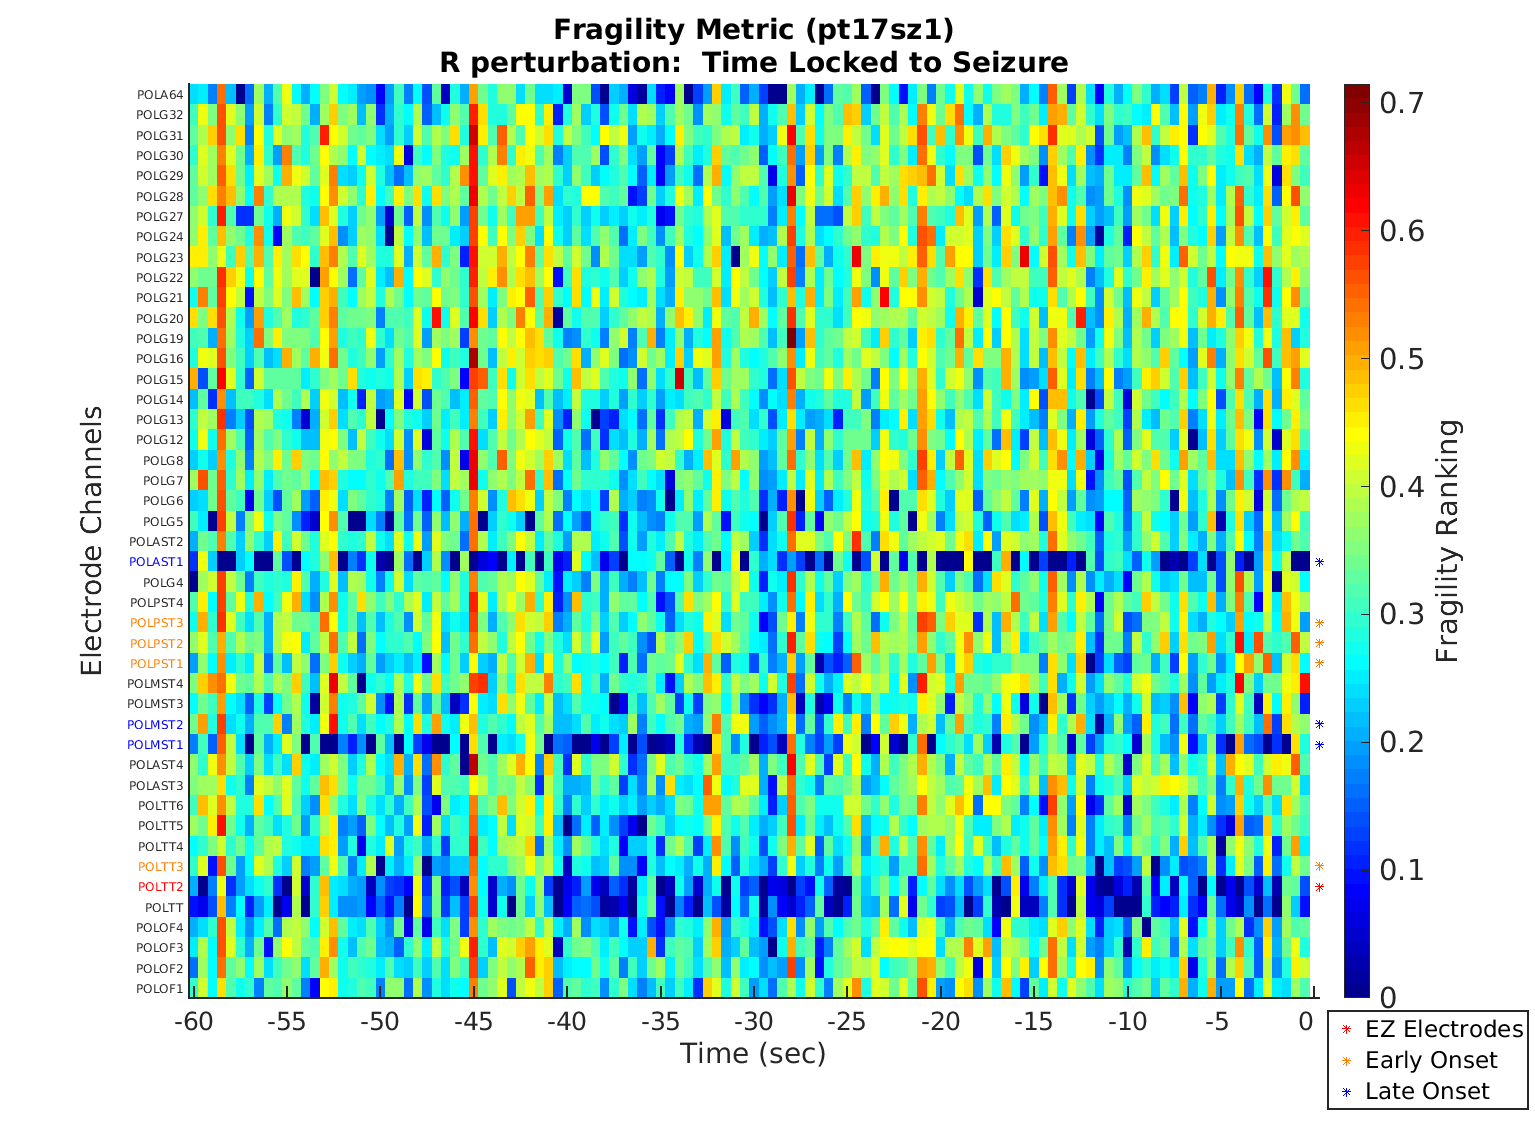 Fragility Metric (pt17sz1)
R perturbation:  Time Locked to Seizure
Electrode Channels
POLA64
POLG32
POLG31
POLG30
POLG29
POLG28
POLG27
POLG24
POLG23
POLG22
POLG21
POLG20
POLG19
POLG16
POLG15
POLG14
POLG13
POLG12
POLG8
POLG7
POLG6
POLG5
POLAST2
POLAST1
POLG4
POLPST4
POLPST3
POLPST2
POLPST1
POLMST4
POLMST3
POLMST2
POLMST1
POLAST4
POLAST3
POLTT6
POLTT5
POLTT4
POLTT3
POLTT2
POLTT
POLOF4
POLOF3
POLOF2
POLOF1
-60 -55 -50 -45 -40 -35 -30 -25 -20 -15 -10 -5 0
Time (sec)
0.7
0.6
0.5
0.4
0.3
0.2
0.1
0
Fragility Ranking
EZ Electrodes
Early Onset
Late Onset